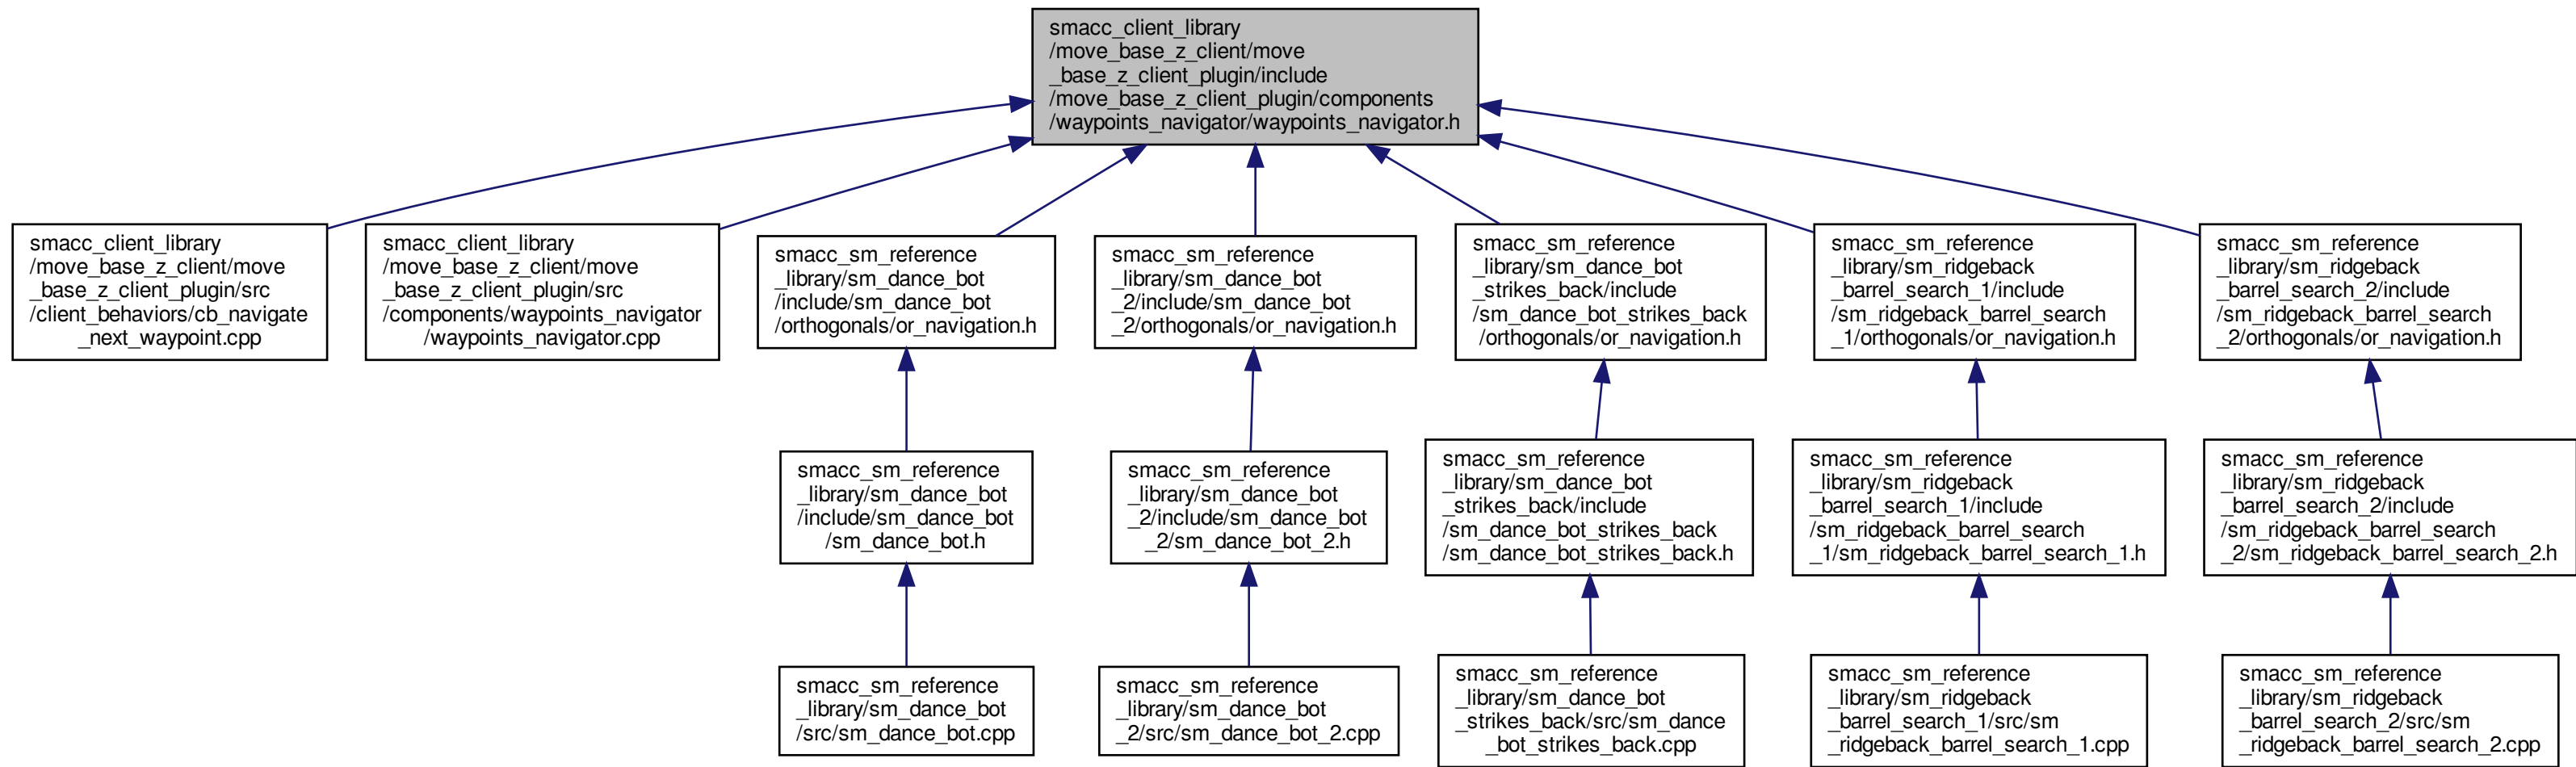 smacc_client_library
/move_base_z_client/move
_base_z_client_plugin/include
/move_base_z_client_plugin/components
/waypoints_navigator/waypoints_navigator.h
smacc_client_library
/move_base_z_client/move
_base_z_client_plugin/src
/client_behaviors/cb_navigate
_next_waypoint.cpp
smacc_client_library
/move_base_z_client/move
_base_z_client_plugin/src
/components/waypoints_navigator
/waypoints_navigator.cpp
smacc_sm_reference
_library/sm_dance_bot
/include/sm_dance_bot
/orthogonals/or_navigation.h
smacc_sm_reference
_library/sm_dance_bot
_2/include/sm_dance_bot
_2/orthogonals/or_navigation.h
smacc_sm_reference
_library/sm_dance_bot
_strikes_back/include
/sm_dance_bot_strikes_back
/orthogonals/or_navigation.h
smacc_sm_reference
_library/sm_ridgeback
_barrel_search_1/include
/sm_ridgeback_barrel_search
_1/orthogonals/or_navigation.h
smacc_sm_reference
_library/sm_ridgeback
_barrel_search_2/include
/sm_ridgeback_barrel_search
_2/orthogonals/or_navigation.h
smacc_sm_reference
_library/sm_dance_bot
/include/sm_dance_bot
/sm_dance_bot.h
smacc_sm_reference
_library/sm_dance_bot
_2/include/sm_dance_bot
_2/sm_dance_bot_2.h
smacc_sm_reference
_library/sm_dance_bot
_strikes_back/include
/sm_dance_bot_strikes_back
/sm_dance_bot_strikes_back.h
smacc_sm_reference
_library/sm_ridgeback
_barrel_search_1/include
/sm_ridgeback_barrel_search
_1/sm_ridgeback_barrel_search_1.h
smacc_sm_reference
_library/sm_ridgeback
_barrel_search_2/include
/sm_ridgeback_barrel_search
_2/sm_ridgeback_barrel_search_2.h
smacc_sm_reference
_library/sm_dance_bot
/src/sm_dance_bot.cpp
smacc_sm_reference
_library/sm_dance_bot
_2/src/sm_dance_bot_2.cpp
smacc_sm_reference
_library/sm_dance_bot
_strikes_back/src/sm_dance
_bot_strikes_back.cpp
smacc_sm_reference
_library/sm_ridgeback
_barrel_search_1/src/sm
_ridgeback_barrel_search_1.cpp
smacc_sm_reference
_library/sm_ridgeback
_barrel_search_2/src/sm
_ridgeback_barrel_search_2.cpp